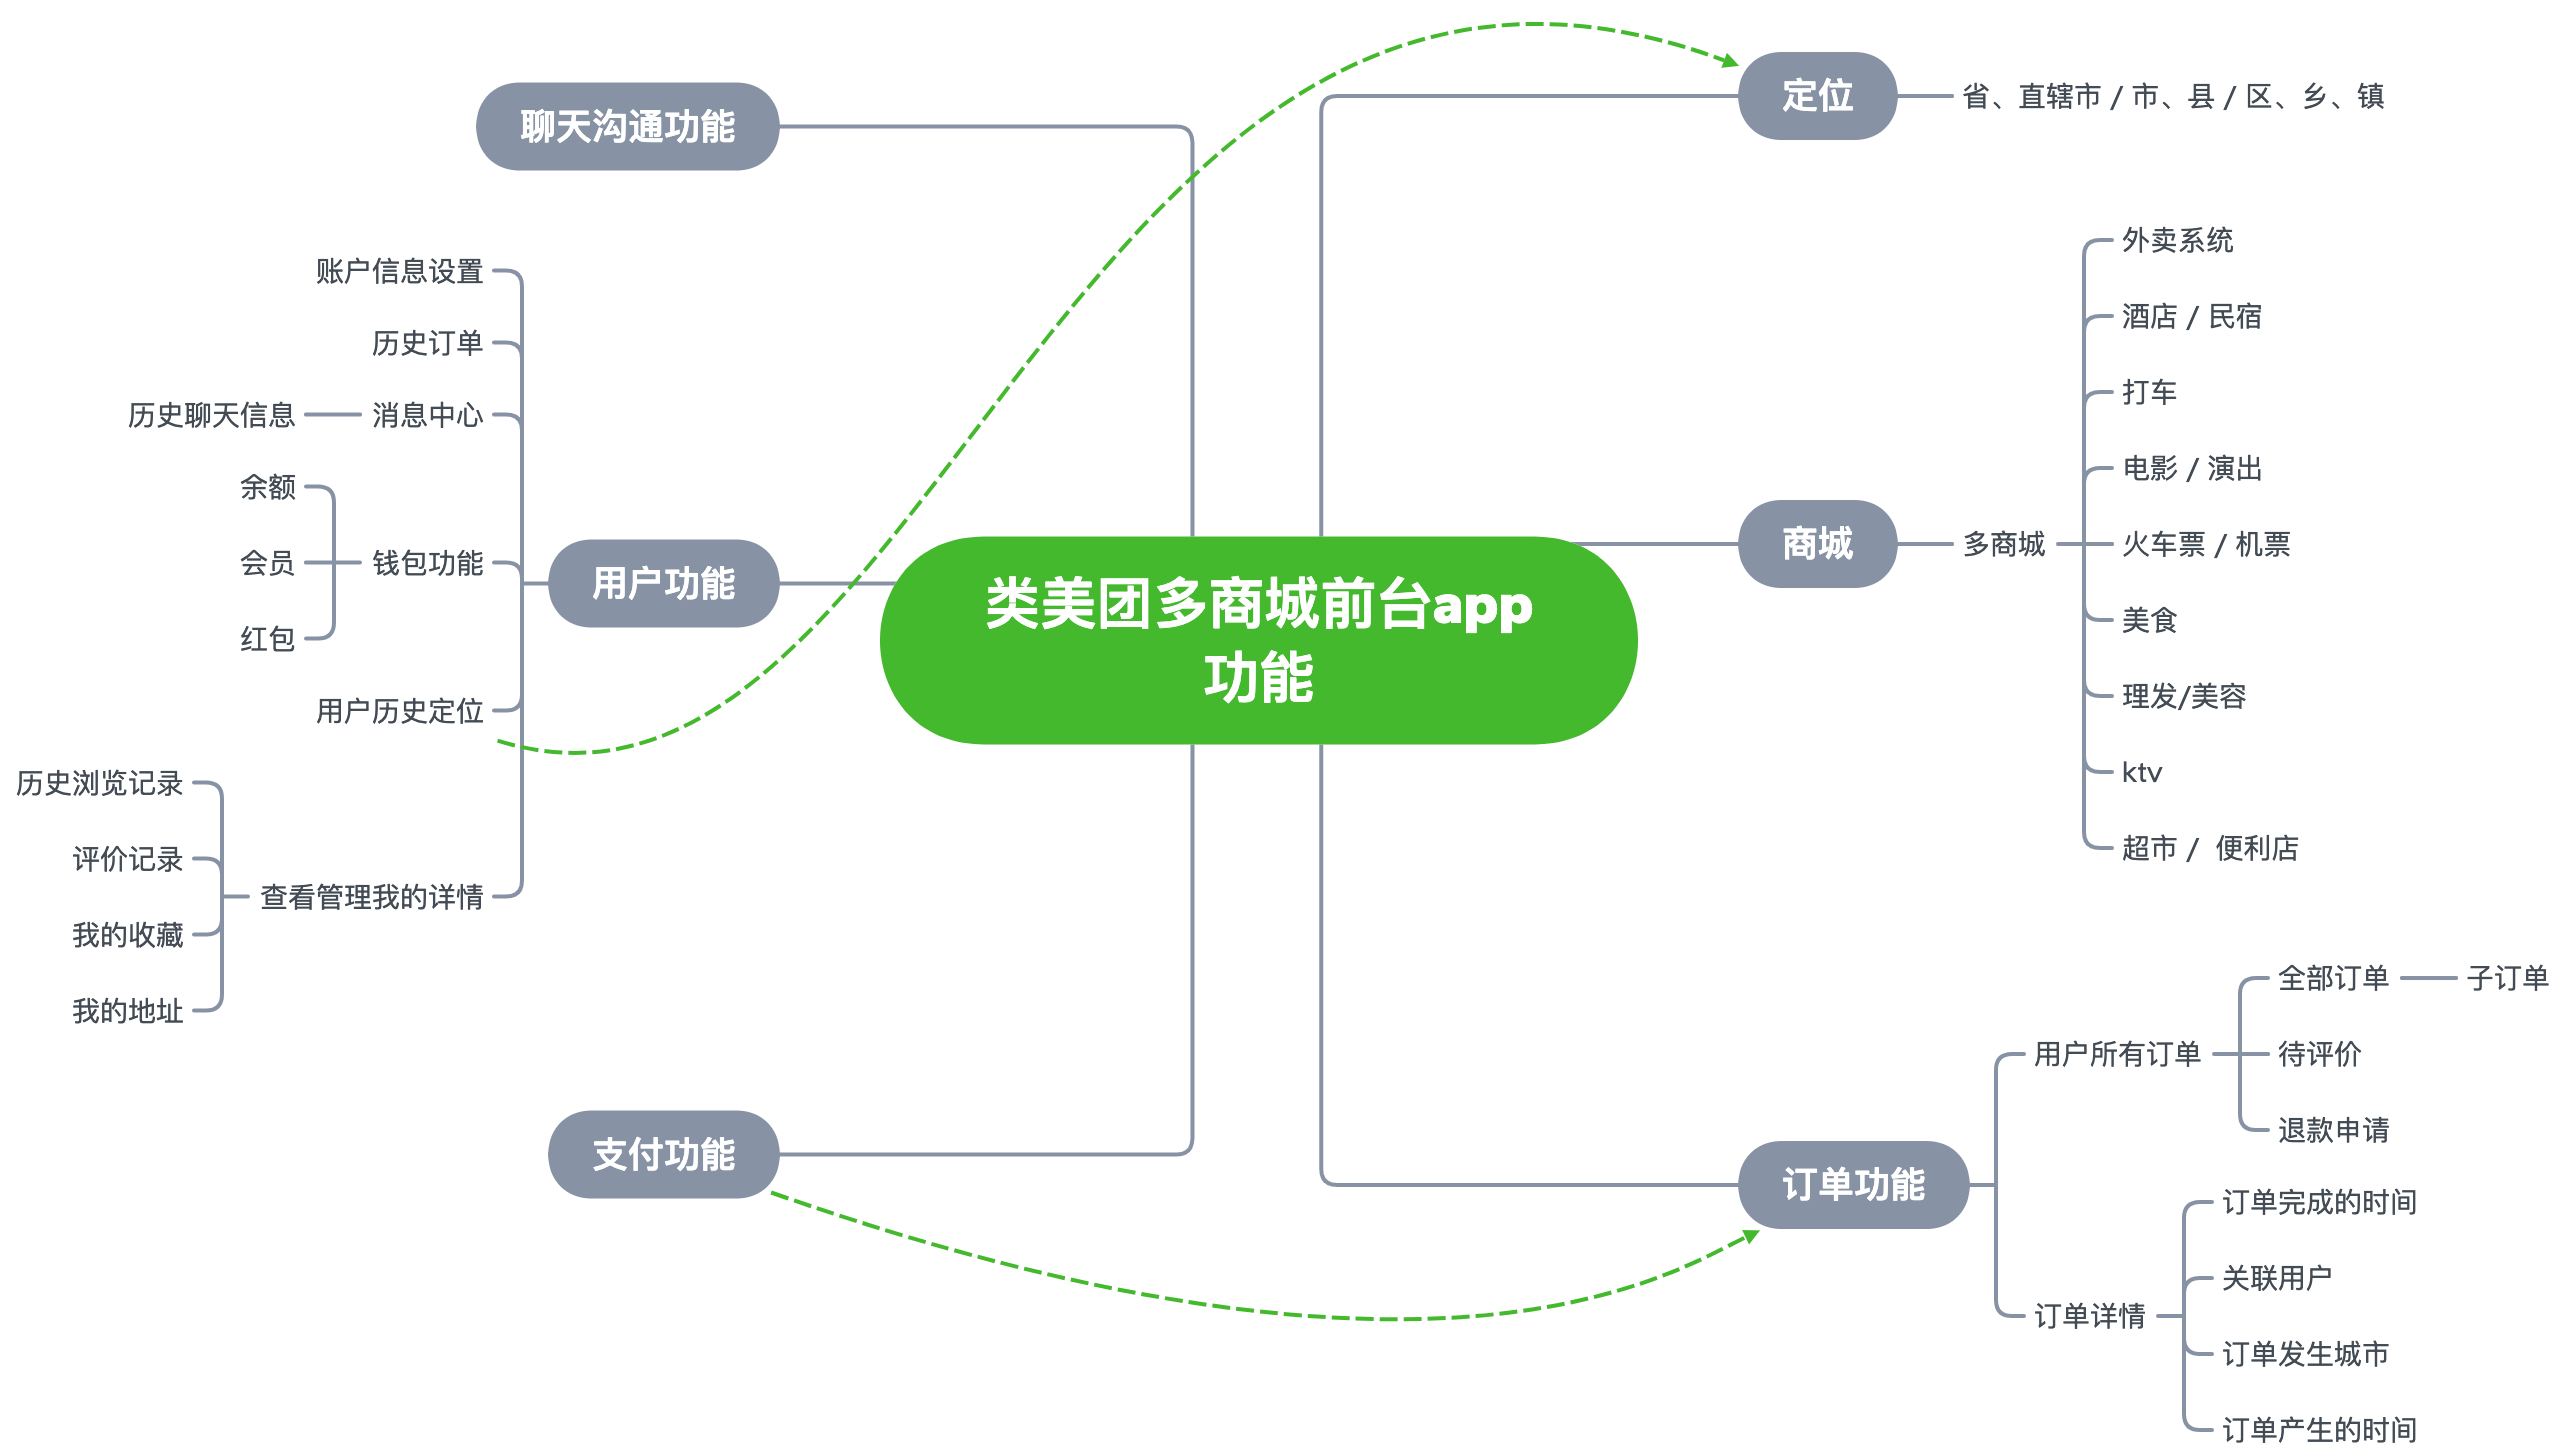 类美团多商城前台app
功能
定位
省、直辖市 / 市、县 / 区、乡、镇
商城
多商城
外卖系统
酒店 / 民宿
打车
电影 / 演出
火车票 / 机票
美食
理发/美容
ktv
超市 / 便利店
订单功能
用户所有订单
全部订单
子订单
待评价
退款申请
订单详情
订单完成的时间
关联用户
订单发生城市
订单产生的时间
聊天沟通功能
用户功能
账户信息设置
历史订单
消息中心
历史聊天信息
钱包功能
余额
会员
红包
用户历史定位
查看管理我的详情
历史浏览记录
评价记录
我的收藏
我的地址
支付功能